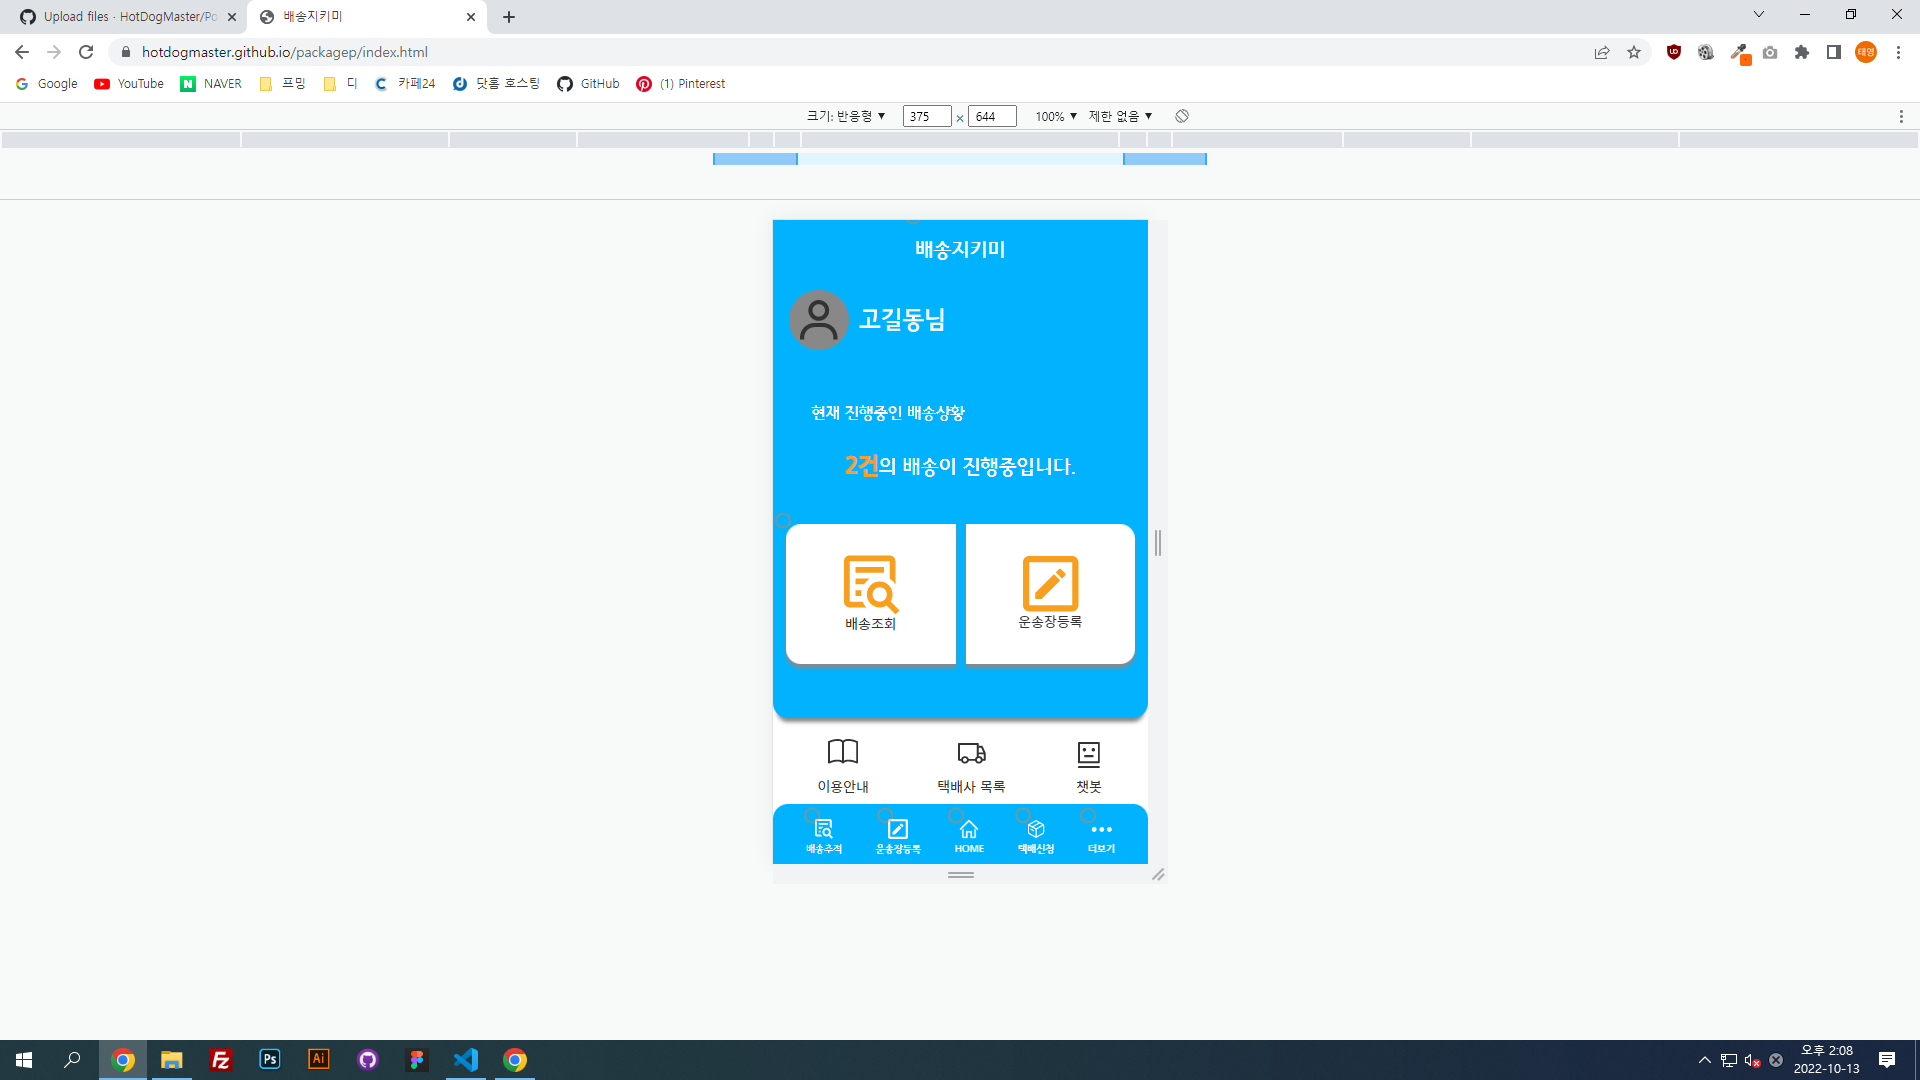 Upload files · HotDogMaster/Po
배송지키미
hotdogmaster.github.io/packagep/index.html
태영
Google
YouTube
NAVER
프밍
디
카페24
닷홈 호스팅
GitHub
(1) Pinterest
크기: 반응형 ▼ 375 × 644 100% ▼ 제한 없음 ▼
배송지키미
고길동님
현재 진행중인 배송상황
2건의 배송이 진행중입니다.
배송조회
운송장등록
이용안내
택배사 목록
챗봇
배송추적
운송장등록
HOME
택배신청
더보기
Ps
Ai
오후 2:08
2022-10-13